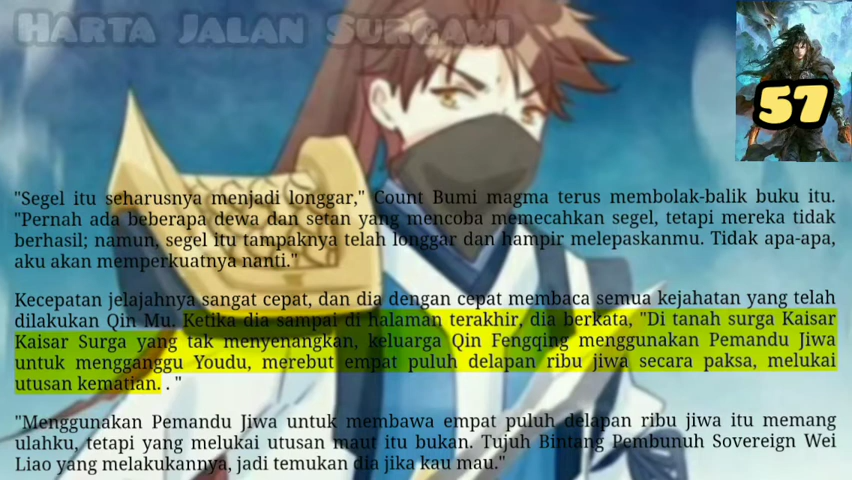 Harta Jalan Surgawi
57
"Segel itu seharusnya menjadi longgar," Count Bumi magma terus membolak-balik buku itu.
"Pernah ada beberapa dewa dan setan yang mencoba memecahkan segel, tetapi mereka tidak
berhasil; namun, segel itu tampaknya telah longgar dan hampir melepaskanmu. Tidak apa-apa,
aku akan memperkuatnya nanti."
Kecepatan jelajahnya sangat cepat, dan dia dengan cepat membaca semua kejahatan yang telah
dilakukan Qin Mu. Ketika dia sampai di halaman terakhir, dia berkata, "Di tanah surga Kaisar
Kaisar Surga yang tak menyenangkan, keluarga Qin Fengqing menggunakan Pemandu Jiwa
untuk mengganggu Youdu, merebut empat puluh delapan ribu jiwa secara paksa, melukai
utusan kematian. . "
"Menggunakan Pemandu Jiwa untuk membawa empat puluh delapan ribu jiwa itu memang
ulahku, tetapi yang melukai utusan maut itu bukan. Tujuh Bintang Pembunuh Sovereign Wei
Liao yang melakukannya, jadi temukan dia jika kau mau."